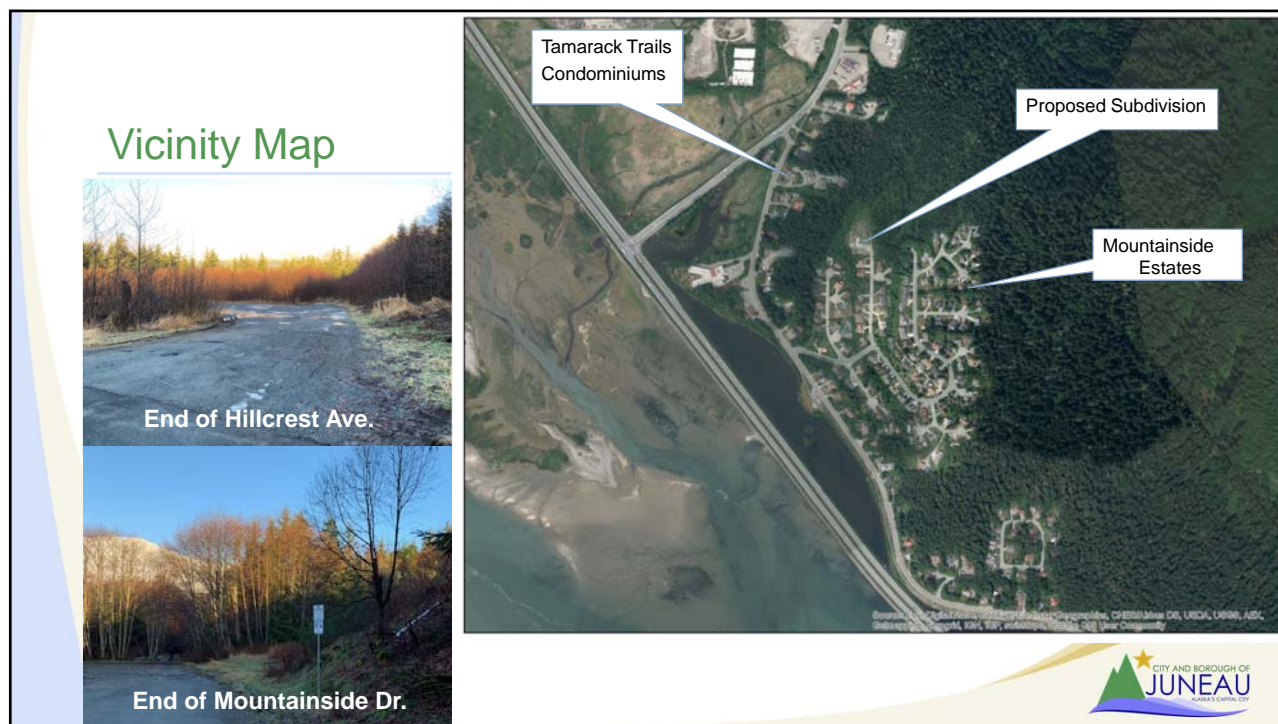 Vicinity Map
End of Hillcrest Ave.
End of Mountainside Dr.
Tamarack Trails
Condominiums
Proposed Subdivision
Mountainside
Estates
CITY AND BOROUGH OF
JUNEAU
ALASKA'S CAPITAL CITY